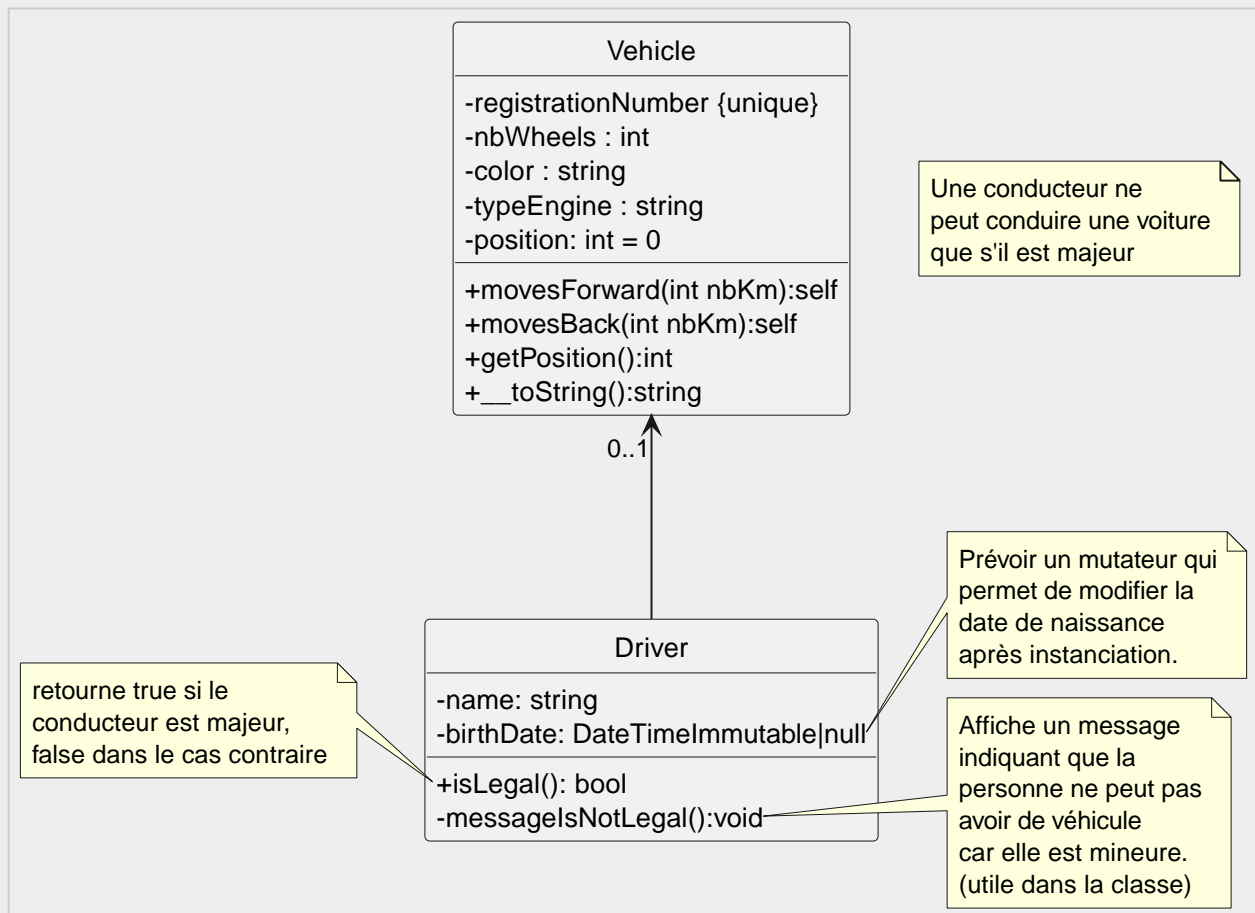 Vehicle
-registrationNumber {unique}
-nbWheels : int
-color : string
-typeEngine : string
-position: int = 0
+movesForward(int nbKm):self
+movesBack(int nbKm):self
+getPosition():int
+__toString():string
Une conducteur ne
peut conduire une voiture
que s'il est majeur
0..1
Driver
-name: string
-birthDate: DateTimeImmutable|null
+isLegal(): bool
-messageIsNotLegal():void
Prévoir un mutateur qui
permet de modifier la
date de naissance
après instanciation.
retourne true si le
conducteur est majeur,
false dans le cas contraire
Affiche un message
indiquant que la
personne ne peut pas
avoir de véhicule
car elle est mineure.
(utile dans la classe)